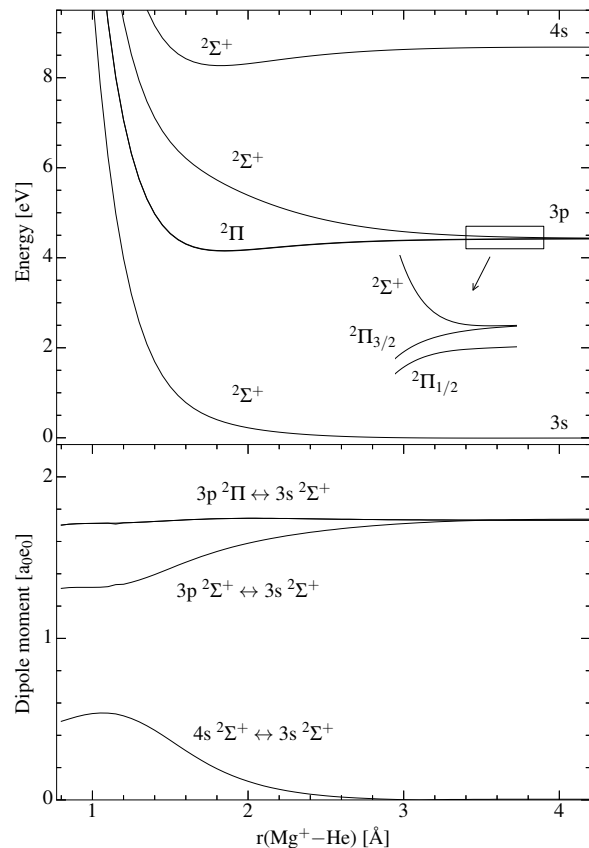 8
6
4
2
0
Energy [eV]
²Σ⁺
4s
²Σ⁺
3p
²Π
²Σ⁺
²Π₃/₂
²Π₁/₂
²Σ⁺
3s
2
1
0
Dipole moment [a₀e₀]
3p ²Π ↔ 3s ²Σ⁺
3p ²Σ⁺ ↔ 3s ²Σ⁺
4s ²Σ⁺ ↔ 3s ²Σ⁺
1 2 3 4
r(Mg⁺−He) [Å]